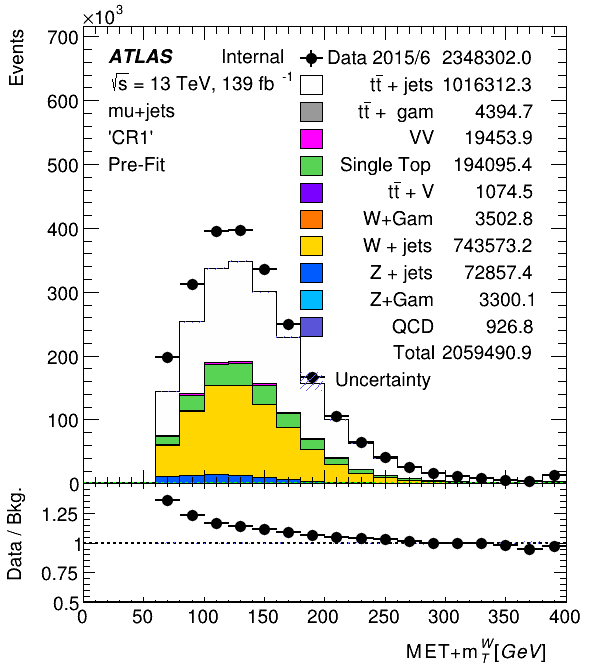 ×10³
Events
700
600
500
400
300
200
100
0
ATLAS Internal
√s = 13 TeV, 139 fb⁻¹
mu+jets
'CR1'
Pre-Fit
Data 2015/6 2348302.0
tt̄ + jets 1016312.3
tt̄ + gam 4394.7
VV 19453.9
Single Top 194095.4
tt̄ + V 1074.5
W+Gam 3502.8
W + jets 743573.2
Z + jets 72857.4
Z+Gam 3300.1
QCD 926.8
Total 2059490.9
Uncertainty
Data / Bkg.
1.25
1
0.75
0.5
0 50 100 150 200 250 300 350 400
MET+m_T^W[GeV]